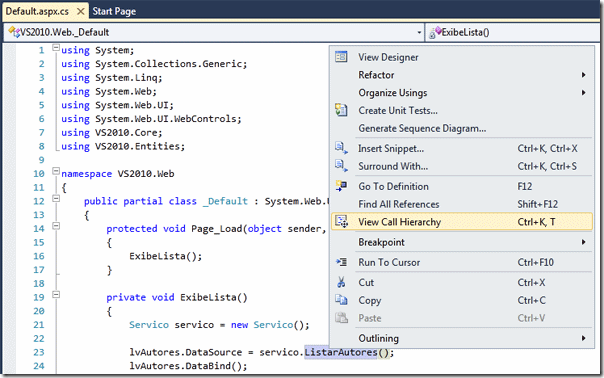 Default.aspx.cs × Start Page
VS2010.Web._Default ExibeLista()
1 using System;
2 using System.Collections.Generic;
3 using System.Linq;
4 using System.Web;
5 using System.Web.UI;
6 using System.Web.UI.WebControls;
7 using VS2010.Core;
8 using VS2010.Entities;
9
10 namespace VS2010.Web
11 {
12 public partial class _Default : System.Web.
13 {
14 protected void Page_Load(object sender,
15 {
16 ExibeLista();
17 }
18
19 private void ExibeLista()
20 {
21 Servico servico = new Servico();
22
23 lvAutores.DataSource = servico.ListarAutores();
24 lvAutores.DataBind();
View Designer
Refactor
Organize Usings
Create Unit Tests...
Generate Sequence Diagram...
Insert Snippet... Ctrl+K, Ctrl+X
Surround With... Ctrl+K, Ctrl+S
Go To Definition F12
Find All References Shift+F12
View Call Hierarchy Ctrl+K, T
Breakpoint
Run To Cursor Ctrl+F10
Cut Ctrl+X
Copy Ctrl+C
Paste Ctrl+V
Outlining